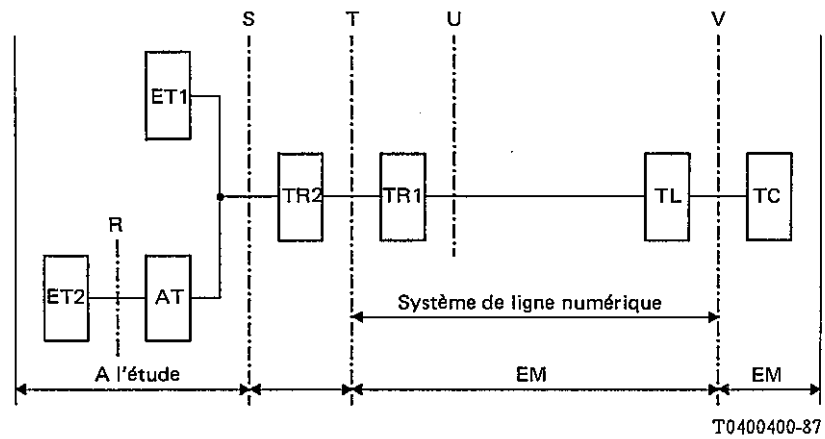 S T U V
ET1
TR2 TR1 TL TC
R
ET2 AT
Système de ligne numérique
A l'étude EM EM
T0400400-87